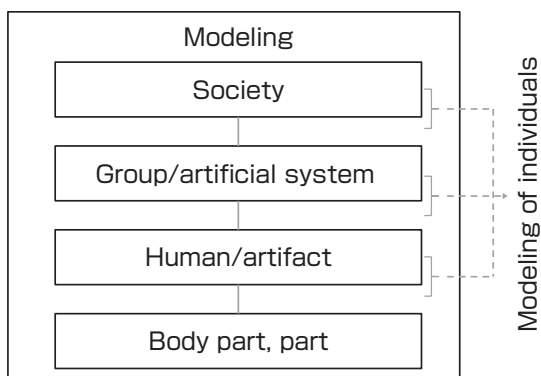 Modeling
Society
Group/artificial system
Human/artifact
Body part, part
Modeling of individuals